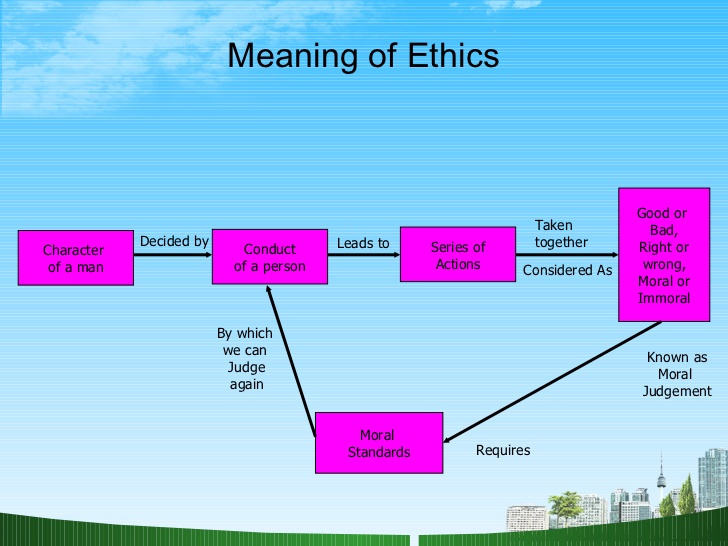 Meaning of Ethics
Character
of a man
Decided by
Conduct
of a person
Leads to
Series of
Actions
Taken
together
Considered As
Good or
Bad,
Right or
wrong,
Moral or
Immoral
Known as
Moral
Judgement
Requires
Moral
Standards
By which
we can
Judge
again